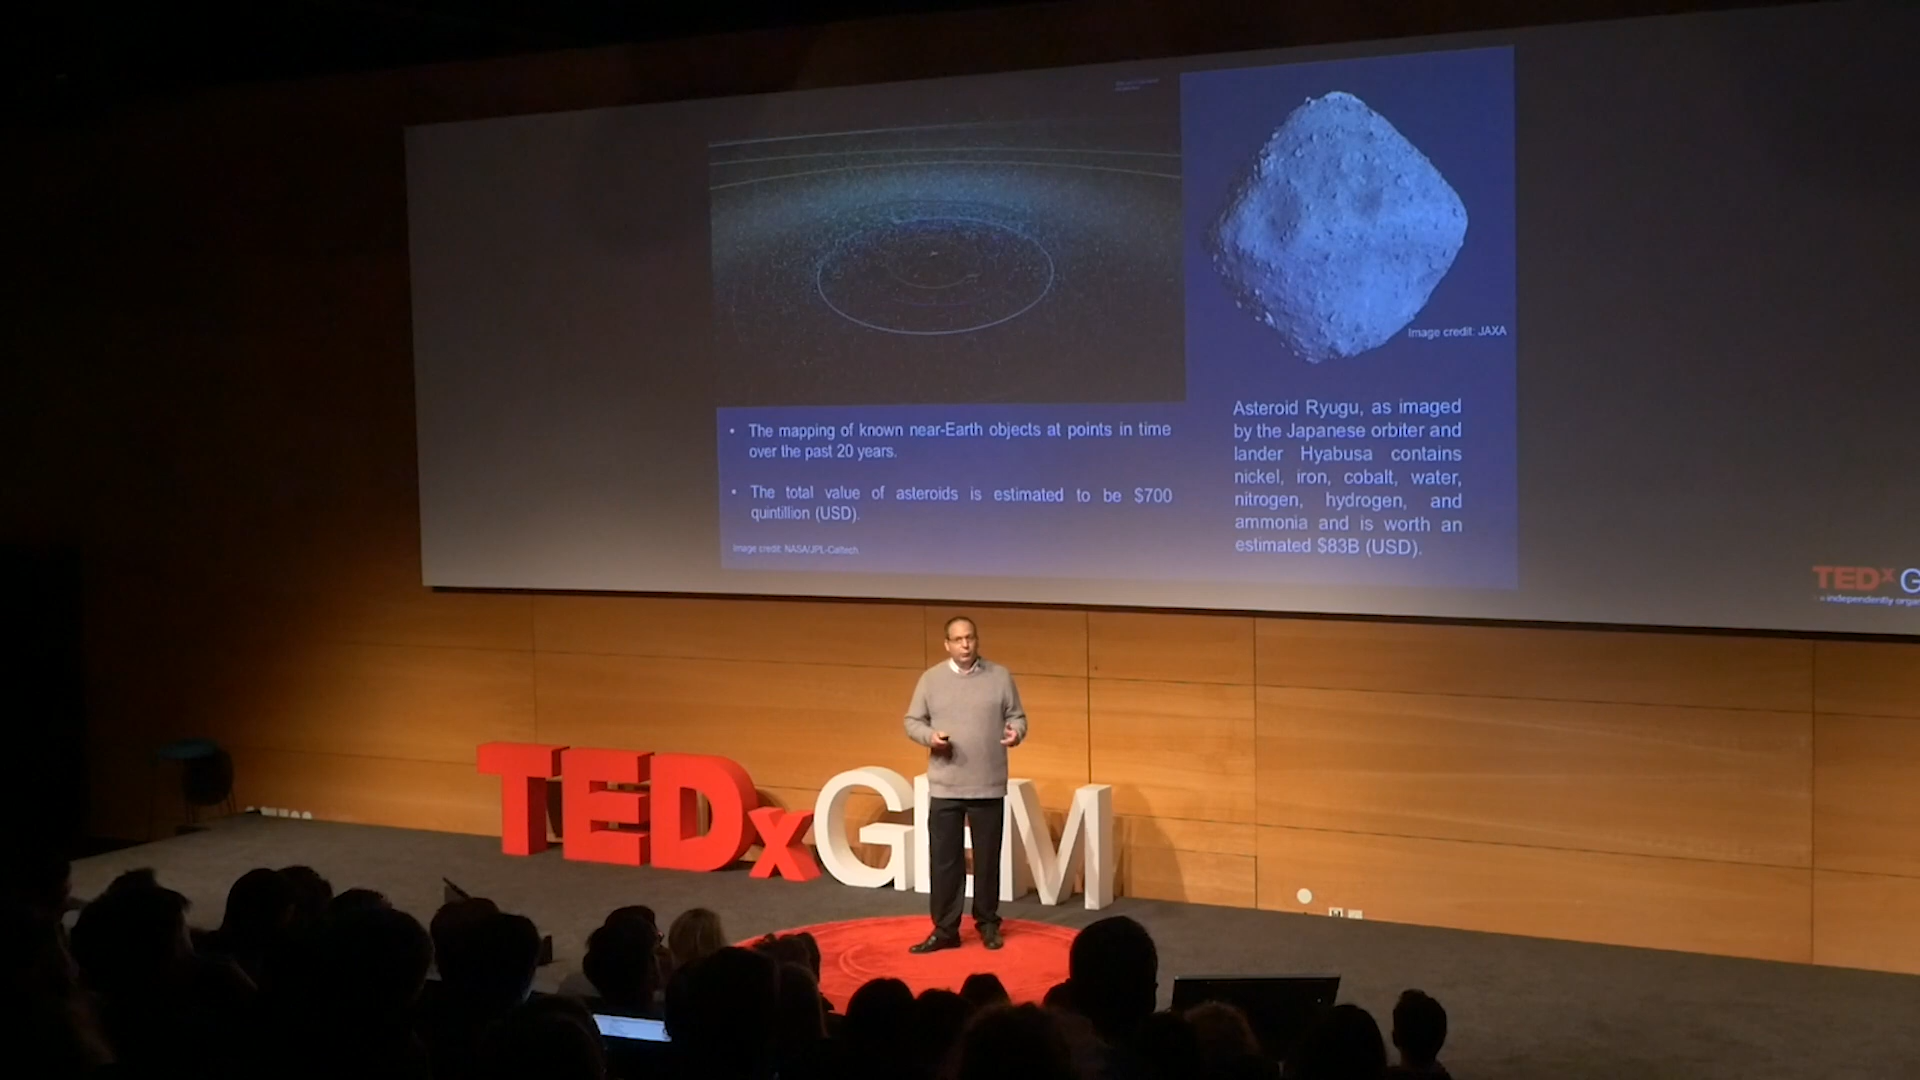 • The mapping of known near-Earth objects at points in time
over the past 20 years.
• The total value of asteroids is estimated to be $700
quintillion (USD).
Image credit: NASA/JPL-Caltech
Image credit: JAXA
Asteroid Ryugu, as imaged
by the Japanese orbiter and
lander Hyabusa contains
nickel, iron, cobalt, water,
nitrogen, hydrogen, and
ammonia and is worth an
estimated $83B (USD).
TEDx G
independently organ
TEDxGEM